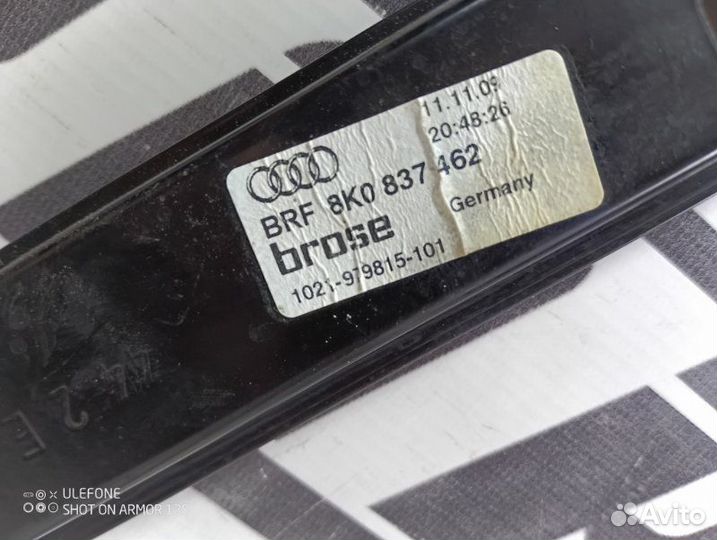 11.11.09
20:48:26
BRF 8K0 837 462
brose Germany
1021-979815-101
ULEFONE
SHOT ON ARMOR
Avito